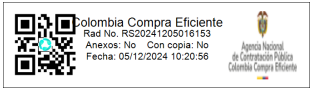 Colombia Compra Eficiente
Rad No. RS20241205016153
Anexos: No Con copia: No
Fecha: 05/12/2024 10:20:56
Agencia Nacional
de Contratación Pública
Colombia Compra Eficiente